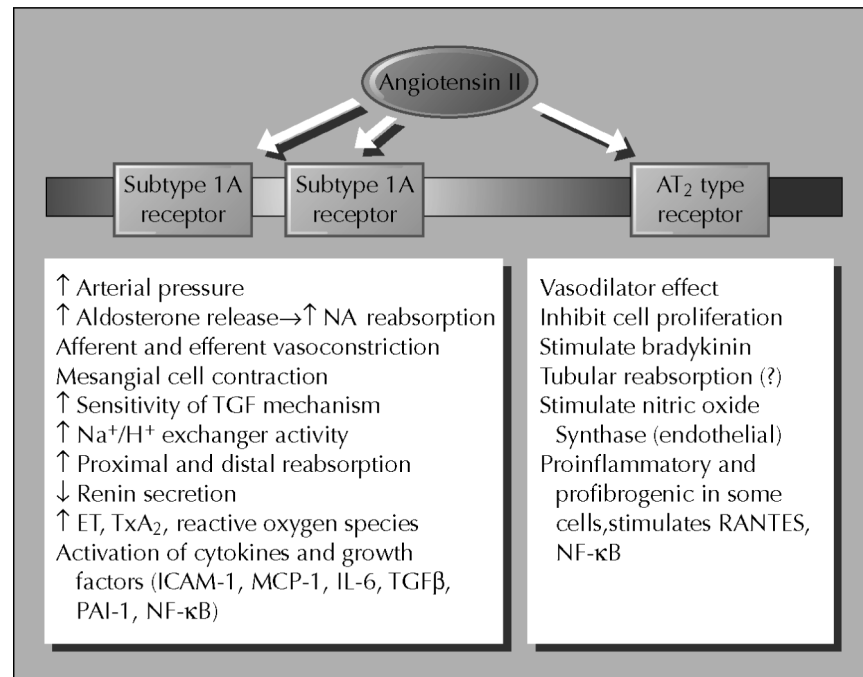 Angiotensin II
Subtype 1A
receptor
Subtype 1A
receptor
AT₂ type
receptor
↑ Arterial pressure
↑ Aldosterone release→↑ NA reabsorption
Afferent and efferent vasoconstriction
Mesangial cell contraction
↑ Sensitivity of TGF mechanism
↑ Na⁺/H⁺ exchanger activity
↑ Proximal and distal reabsorption
↓ Renin secretion
↑ ET, TxA₂, reactive oxygen species
Activation of cytokines and growth
factors (ICAM-1, MCP-1, IL-6, TGFβ,
PAI-1, NF-κB)
Vasodilator effect
Inhibit cell proliferation
Stimulate bradykinin
Tubular reabsorption (?)
Stimulate nitric oxide
Synthase (endothelial)
Proinflammatory and
profibrogenic in some
cells,stimulates RANTES,
NF-κB